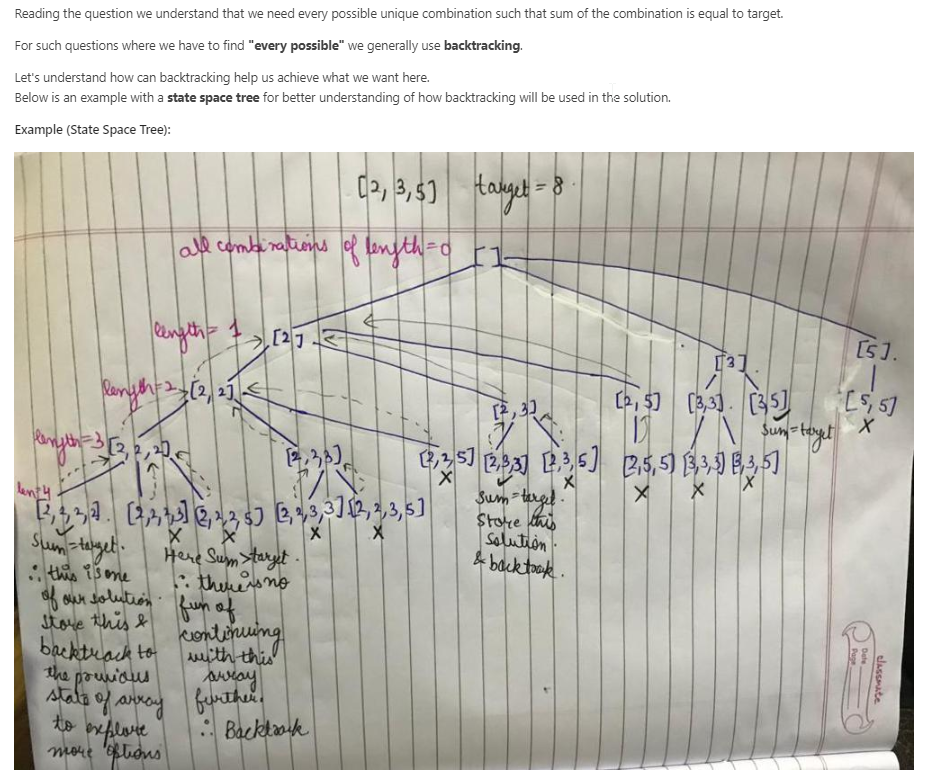 Reading the question we understand that we need every possible unique combination such that sum of the combination is equal to target.
For such questions where we have to find "every possible" we generally use backtracking.
Let's understand how can backtracking help us achieve what we want here.
Below is an example with a state space tree for better understanding of how backtracking will be used in the solution.
Example (State Space Tree):
[2, 3, 5] target = 8
all combinations of length = 0 [ ]
length = 1 [2] [3] [5]
length = 2 [2, 2] [2, 3] [2, 5] [3,3] [3,5] [5, 5]
sum = target
length = 3 [2, 2, 2] [2, 2, 3] [2, 2, 5] [2, 3, 3] [2, 3, 5] [2, 5, 5] [3, 3, 3] [3, 3, 5]
len = 4 [2, 2, 2, 2] [2, 2, 2, 3] [2, 2, 2, 5] [2, 2, 3, 3] [2, 2, 3, 5]
Sum = target.
∴ this is one
of our solution.
Store this &
backtrack to
the previous
state of array
to explore
more options
Here Sum > target.
∴ there is no
fun of
continuing
with this
array
further.
∴ Backtrack
Sum = target.
Store this
Solution.
& backtrack.
classmate
Date
Page